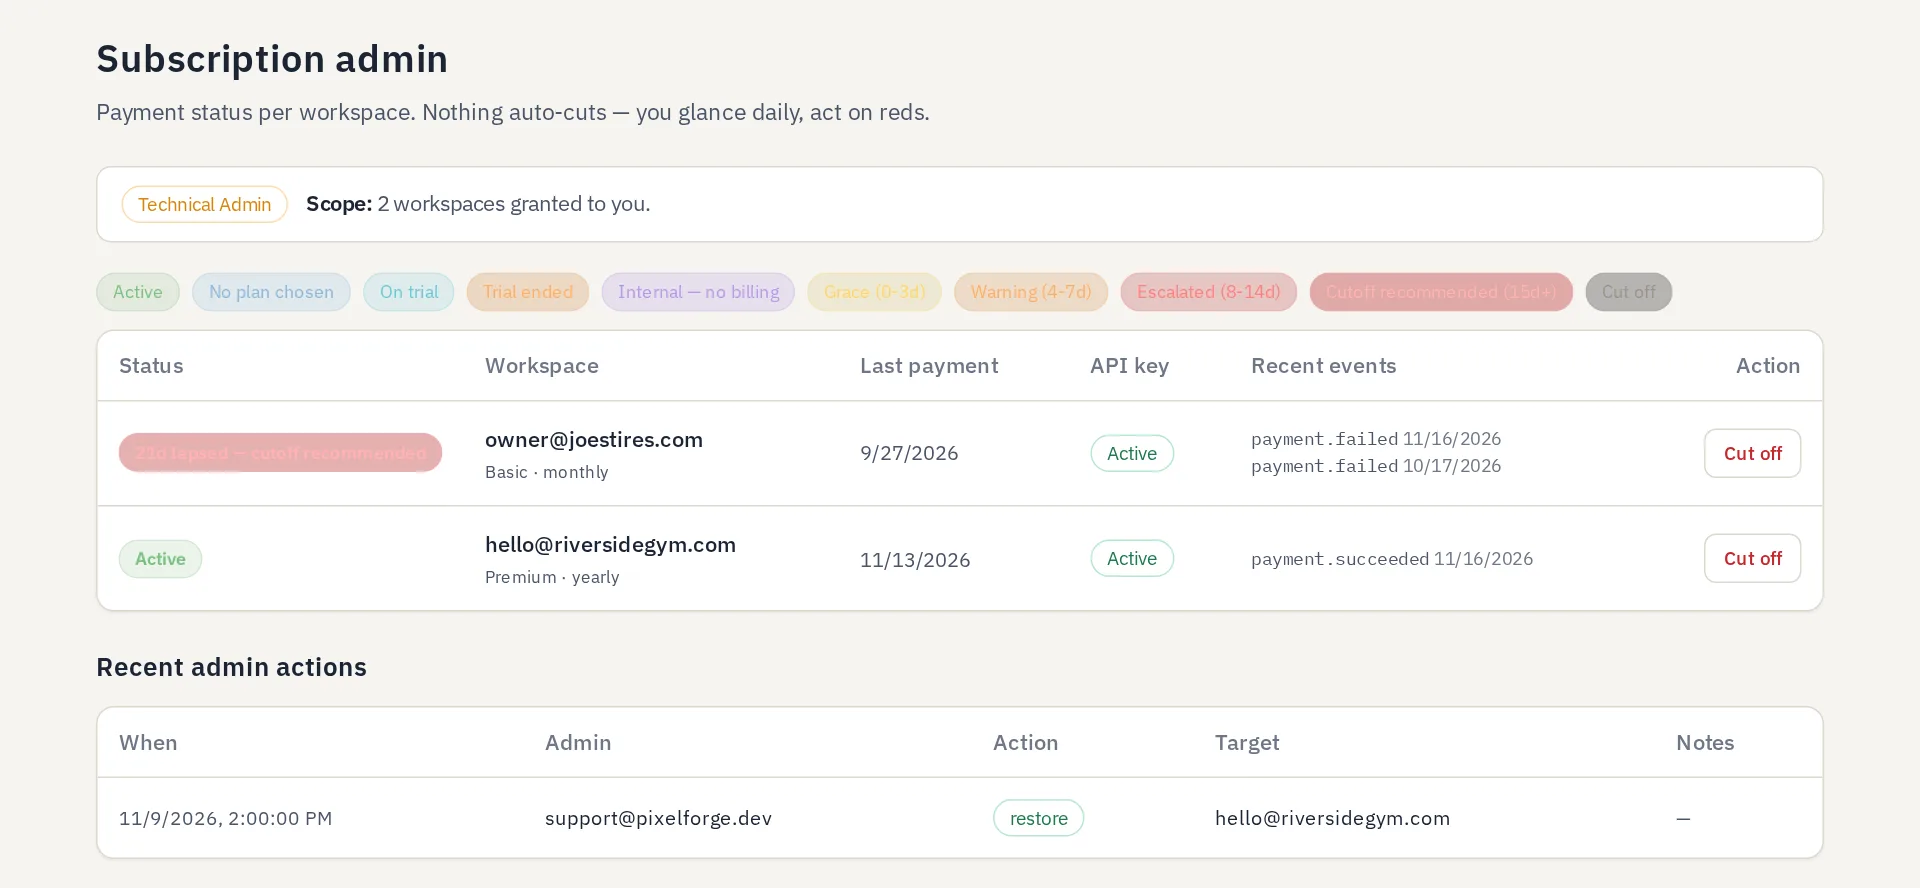 Subscription admin
Payment status per workspace. Nothing auto-cuts — you glance daily, act on reds.
Technical Admin Scope: 2 workspaces granted to you.
Active No plan chosen On trial Trial ended Internal — no billing Grace (0-3d) Warning (4-7d) Escalated (8-14d) Cutoff recommended (15d+) Cut off
Status Workspace Last payment API key Recent events Action
22d lapsed — cutoff recommended owner@joestires.com 9/27/2026 Active payment.failed 11/16/2026 Cut off
Basic · monthly payment.failed 10/17/2026
Active hello@riversidegym.com 11/13/2026 Active payment.succeeded 11/16/2026 Cut off
Premium · yearly
Recent admin actions
When Admin Action Target Notes
11/9/2026, 2:00:00 PM support@pixelforge.dev restore hello@riversidegym.com —